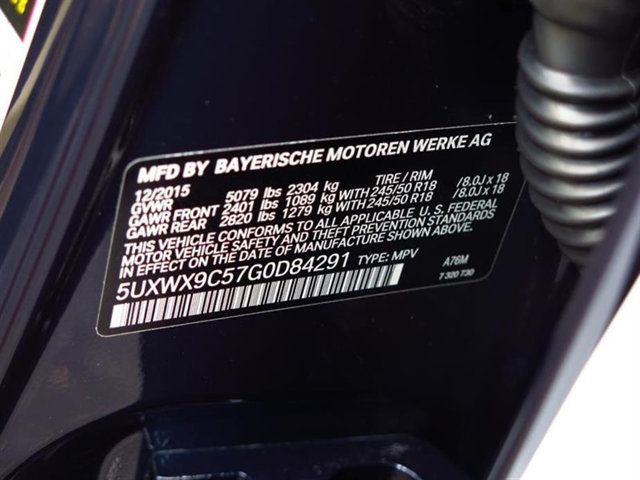 MFD BY BAYERISCHE MOTOREN WERKE AG
12/2015 TIRE / RIM
GVWR 5079 lbs 2304 kg
GAWR FRONT 2401 lbs 1089 kg WITH 245/50 R18 /8.0J x 18
GAWR REAR 2820 lbs 1279 kg WITH 245/50 R18 /8.0J x 18
THIS VEHICLE CONFORMS TO ALL APPLICABLE U. S. FEDERAL
MOTOR VEHICLE SAFETY AND THEFT PREVENTION STANDARDS
IN EFFECT ON THE DATE OF MANUFACTURE SHOWN ABOVE.
5UXWX9C57G0D84291 TYPE: MPV A76M
7 320 730